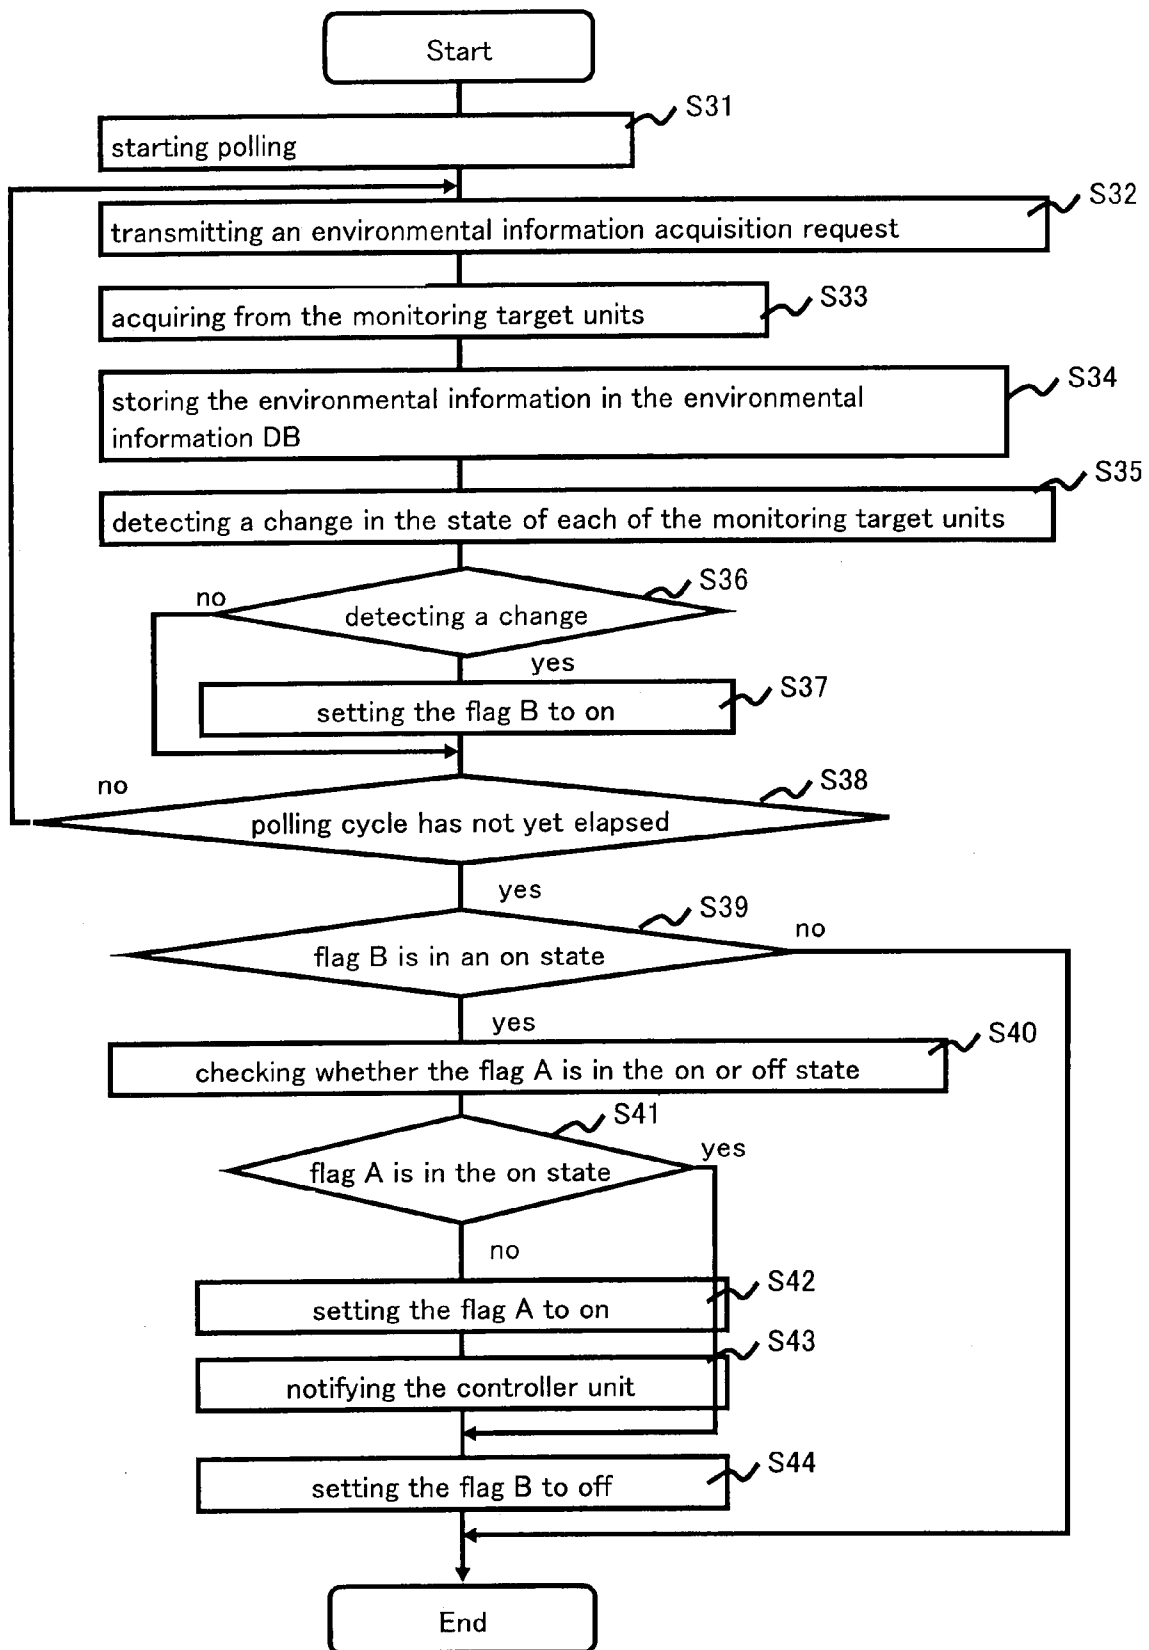 Start
S31
starting polling
S32
transmitting an environmental information acquisition request
S33
acquiring from the monitoring target units
S34
storing the environmental information in the environmental
information DB
S35
detecting a change in the state of each of the monitoring target units
S36
no
detecting a change
yes
S37
setting the flag B to on
no
S38
polling cycle has not yet elapsed
yes
S39
no
flag B is in an on state
yes
S40
checking whether the flag A is in the on or off state
S41
yes
flag A is in the on state
no
S42
setting the flag A to on
S43
notifying the controller unit
S44
setting the flag B to off
End